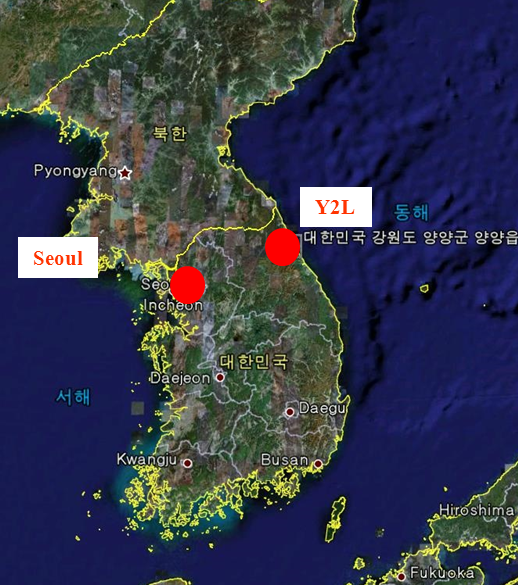 북한
Pyongyang
Y2L
동해
대한민국 강원도 양양군 양양읍
Seoul
Seo
Incheon
대한민국
Daejeon
서해
Daegu
Kwangju
Busan
Hiroshima
Fukuoka